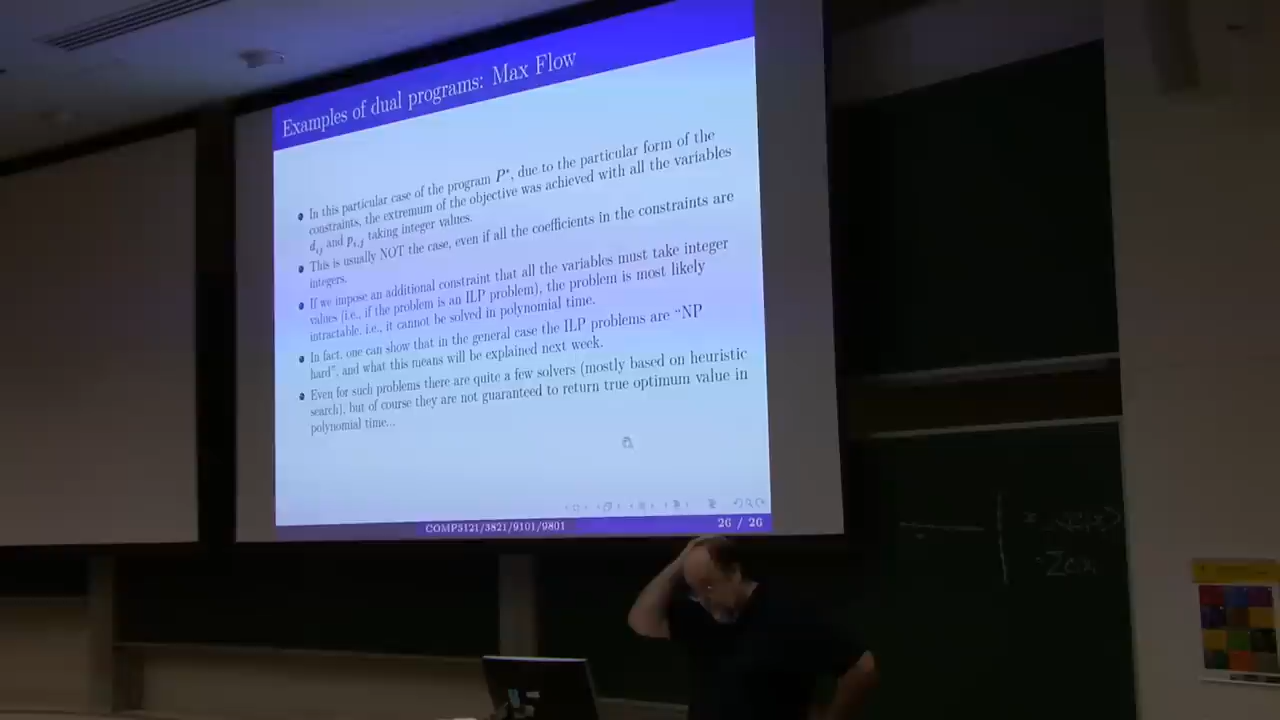 Examples of dual programs: Max Flow
In this particular case of the program P*, due to the particular form of the
constraints, the extremum of the objective was achieved with all the variables
d_ij and p_i,j taking integer values.
This is usually NOT the case, even if all the coefficients in the constraints are
integers.
If we impose an additional constraint that all the variables must take integer
values (i.e., if the problem is an ILP problem), the problem is most likely
intractable, i.e., it cannot be solved in polynomial time.
In fact, one can show that in the general case the ILP problems are “NP
hard”, and what this means will be explained next week.
Even for such problems there are quite a few solvers (mostly based on heuristic
search), but of course they are not guaranteed to return true optimum value in
polynomial time...
COMP3121/3821/9101/9801
26 / 26